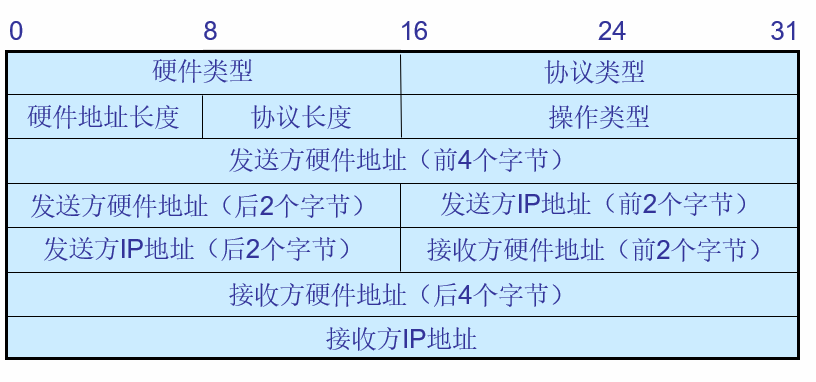 0 8 16 24 31
硬件类型 协议类型
硬件地址长度 协议长度 操作类型
发送方硬件地址（前4个字节）
发送方硬件地址（后2个字节） 发送方IP地址（前2个字节）
发送方IP地址（后2个字节） 接收方硬件地址（前2个字节）
接收方硬件地址（后4个字节）
接收方IP地址